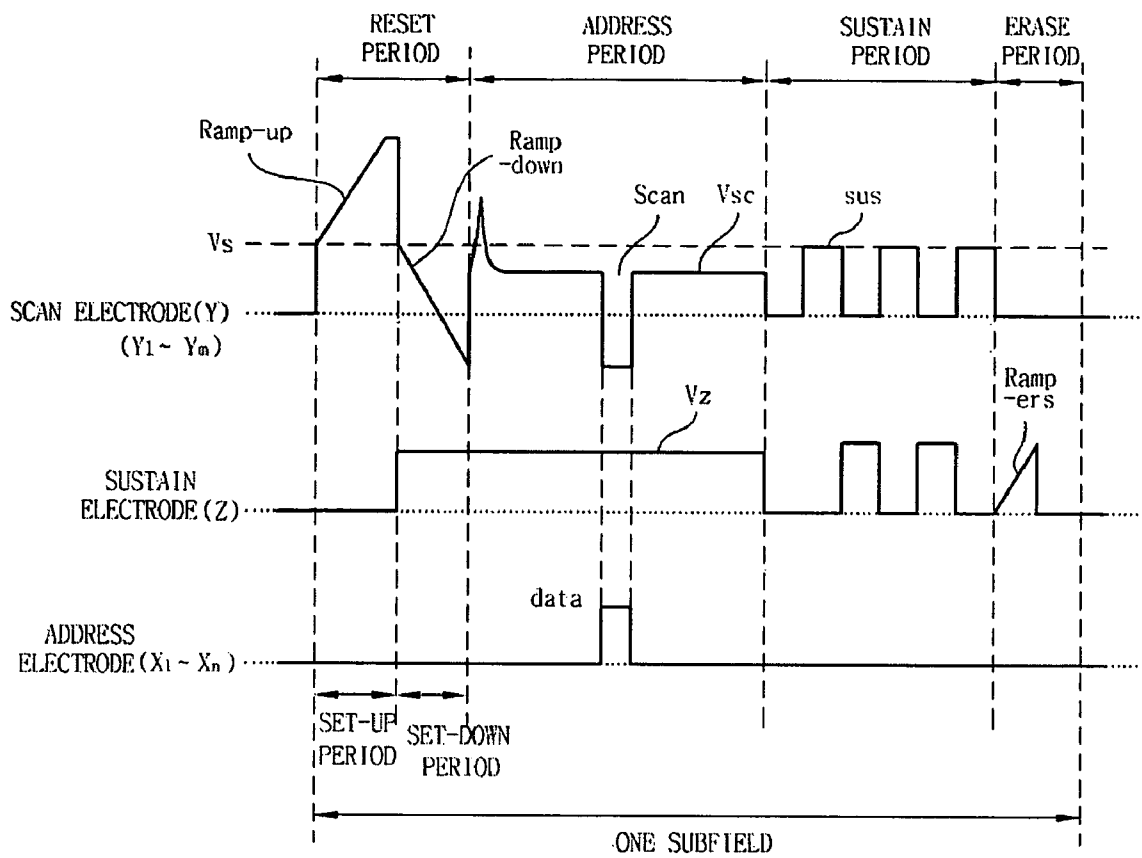 RESET
PERIOD
ADDRESS
PERIOD
SUSTAIN
PERIOD
ERASE
PERIOD
Ramp-up
Ramp
-down
Scan
Vsc
sus
Vs
SCAN ELECTRODE(Y)
(Y1~ Ym)
Vz
Ramp
-ers
SUSTAIN
ELECTRODE(Z)
data
ADDRESS
ELECTRODE(X1~ Xn)
SET-UP
PERIOD
SET-DOWN
PERIOD
ONE SUBFIELD